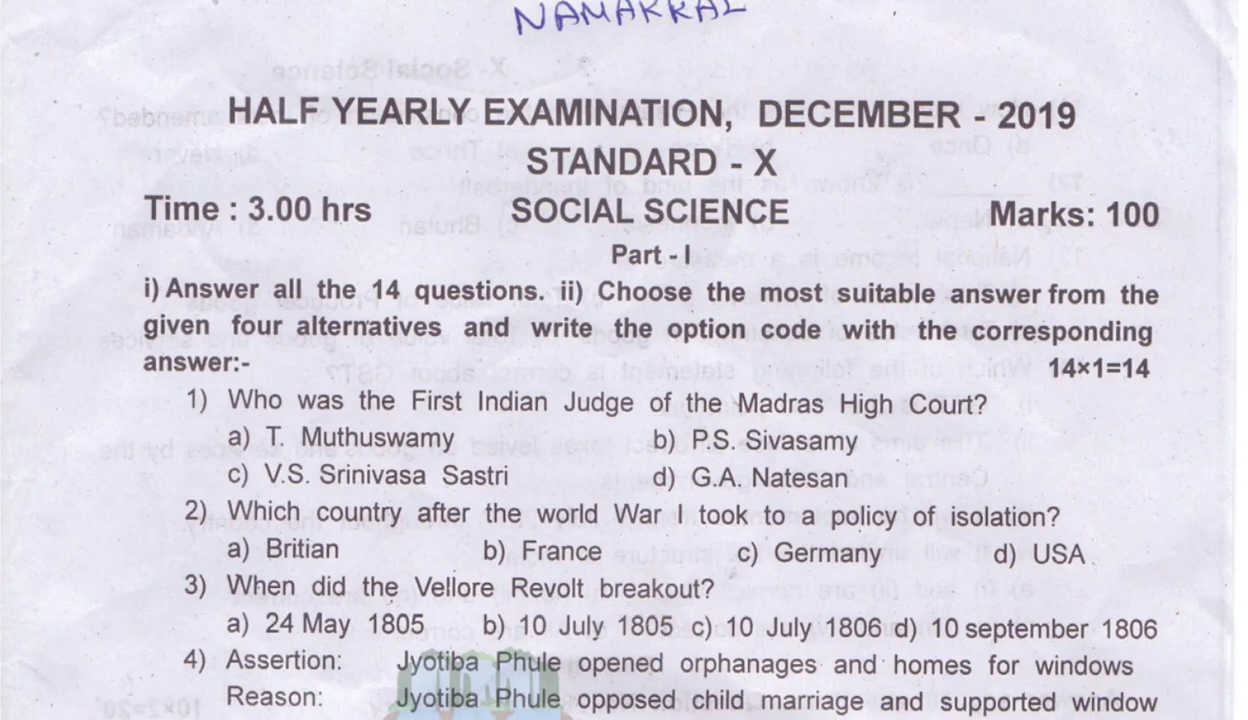 NAMAKKAL
HALF YEARLY EXAMINATION, DECEMBER - 2019
STANDARD - X
Time : 3.00 hrs SOCIAL SCIENCE Marks: 100
Part - I
i) Answer all the 14 questions. ii) Choose the most suitable answer from the
given four alternatives and write the option code with the corresponding
answer:- 14×1=14
1) Who was the First Indian Judge of the Madras High Court?
a) T. Muthuswamy b) P.S. Sivasamy
c) V.S. Srinivasa Sastri d) G.A. Natesan
2) Which country after the world War I took to a policy of isolation?
a) Britian b) France c) Germany d) USA
3) When did the Vellore Revolt breakout?
a) 24 May 1805 b) 10 July 1805 c) 10 July 1806 d) 10 september 1806
4) Assertion: Jyotiba Phule opened orphanages and homes for windows
Reason: Jyotiba Phule opposed child marriage and supported window